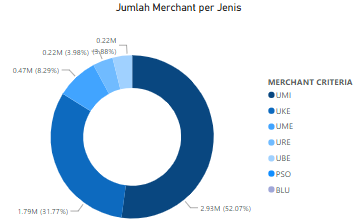 Jumlah Merchant per Jenis
0.22M
0.22M (3.98%)
(3.88%)
0.47M (8.29%)
1.79M (31.77%)
2.93M (52.07%)
MERCHANT CRITERIA
UMI
UKE
UME
URE
UBE
PSO
BLU